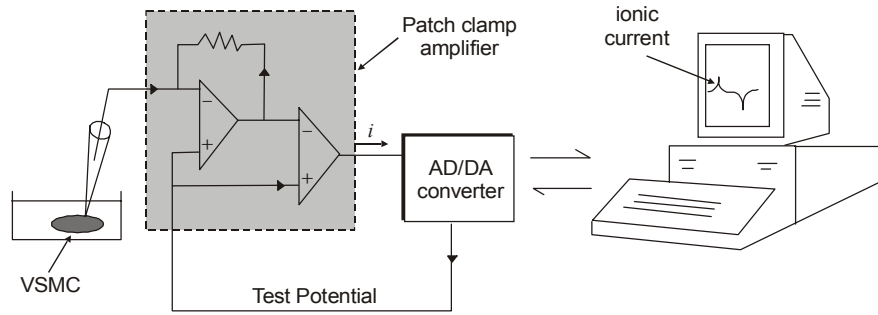 Patch clamp
amplifier
ionic
current
−
+
−
+
i
AD/DA
converter
VSMC
Test Potential